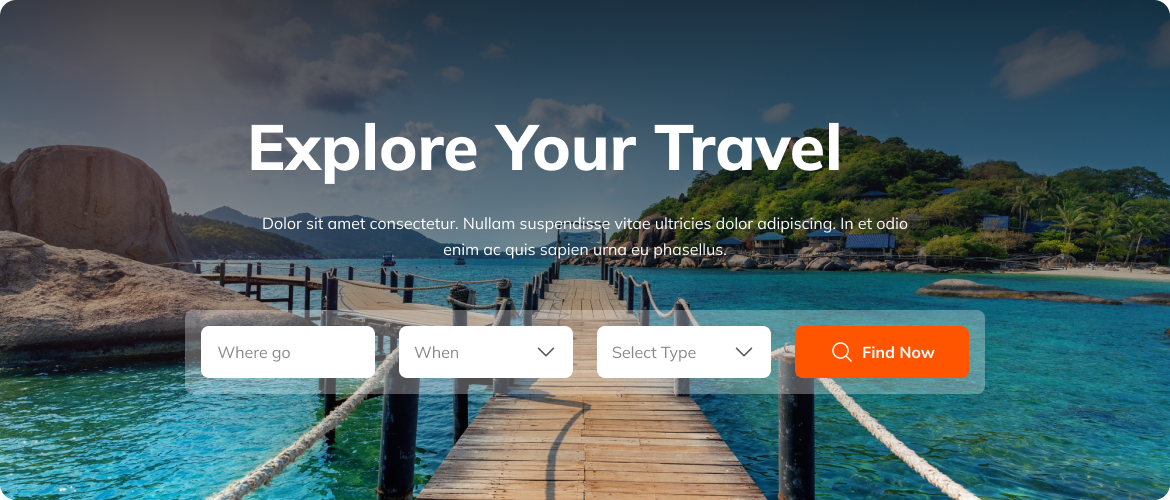 Explore Your Travel
Dolor sit amet consectetur. Nullam suspendisse vitae ultricies dolor adipiscing. In et odio
enim ac quis sapien urna eu phasellus.
Where go
When
Select Type
Find Now